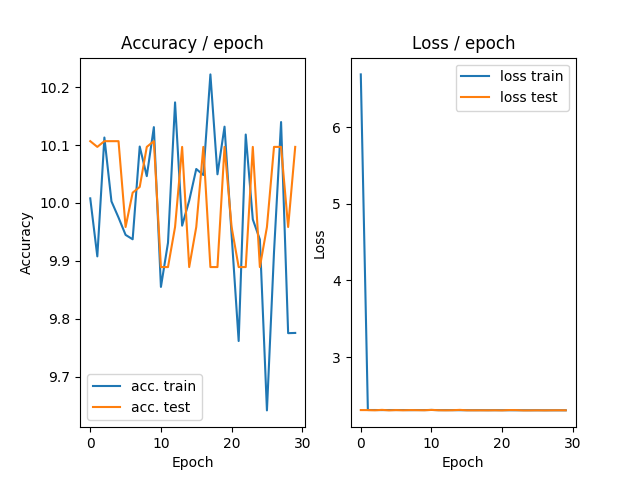 Accuracy / epoch
10.2
10.1
10.0
9.9
9.8
9.7
Accuracy
acc. train
acc. test
0
10
20
30
Epoch
Loss / epoch
loss train
loss test
6
5
4
3
Loss
0
10
20
30
Epoch